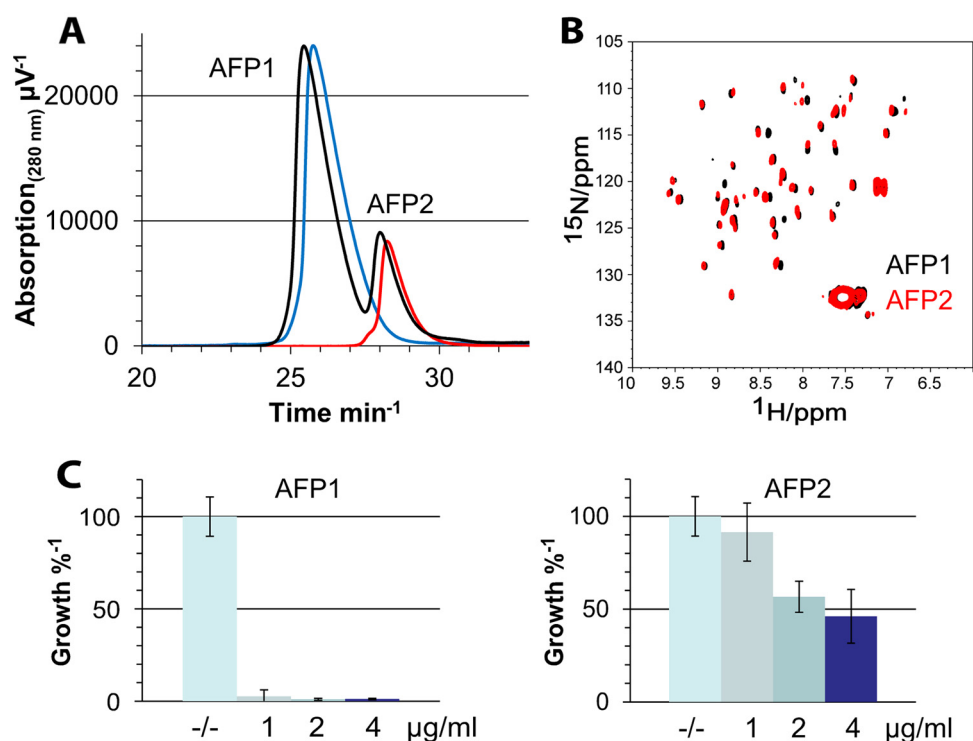 A
Absorption(280 nm) µV-1
20000
10000
0
AFP1
AFP2
20
25
30
Time min-1
B
15N/ppm
105
110
115
120
125
130
135
140
AFP1
AFP2
10
9.5
9
8.5
8
7.5
7
6.5
1H/ppm
C
AFP1
Growth %-1
100
50
0
-/- 1 2 4 µg/ml
AFP2
Growth %-1
100
50
0
-/- 1 2 4 µg/ml